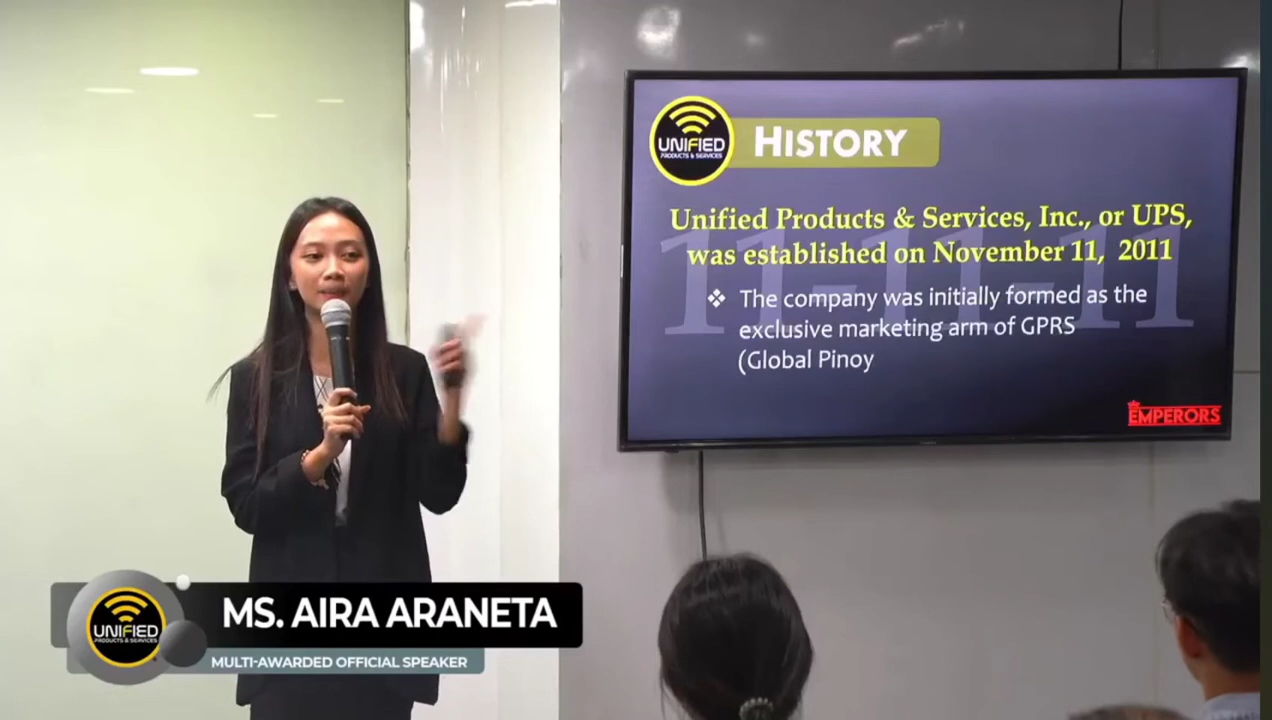 UNIFIED
PRODUCTS & SERVICES
HISTORY
11-11-11
Unified Products & Services, Inc., or UPS,
was established on November 11, 2011
❖ The company was initially formed as the
exclusive marketing arm of GPRS
(Global Pinoy
EMPERORS
UNIFIED
PRODUCTS & SERVICES
MS. AIRA ARANETA
MULTI-AWARDED OFFICIAL SPEAKER